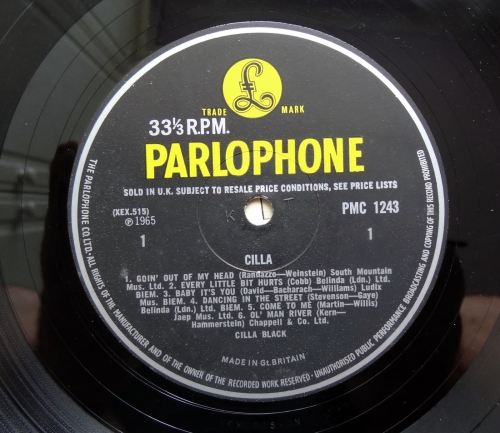 TRADE MARK
33⅓ R.P.M.
PARLOPHONE
SOLD IN U.K. SUBJECT TO RESALE PRICE CONDITIONS, SEE PRICE LISTS
(XEX.515)
Ⓟ1965
PMC 1243
1
1
K T
CILLA
1. GOIN' OUT OF MY HEAD (Randazzo—Weinstein) South Mountain
Mus. Ltd. 2. EVERY LITTLE BIT HURTS (Cobb) Belinda (Ldn.) Ltd.
BIEM. 3. BABY IT'S YOU (David—Bacharach—Williams) Ludix
Mus. BIEM. 4. DANCING IN THE STREET (Stevenson—Gaye)
Belinda (Ldn.) Ltd. BIEM. 5. COME TO ME (Martin—Willis)
Jaep Mus. Ltd. 6. OL' MAN RIVER (Kern—
Hammerstein) Chappell & Co. Ltd.
CILLA BLACK
MADE IN GT. BRITAIN
THE PARLOPHONE CO. LTD.·ALL RIGHTS OF THE MANUFACTURER AND OF THE OWNER OF THE RECORDED WORK RESERVED·UNAUTHORISED PUBLIC PERFORMANCE BROADCASTING AND COPYING OF THIS RECORD PROHIBITED